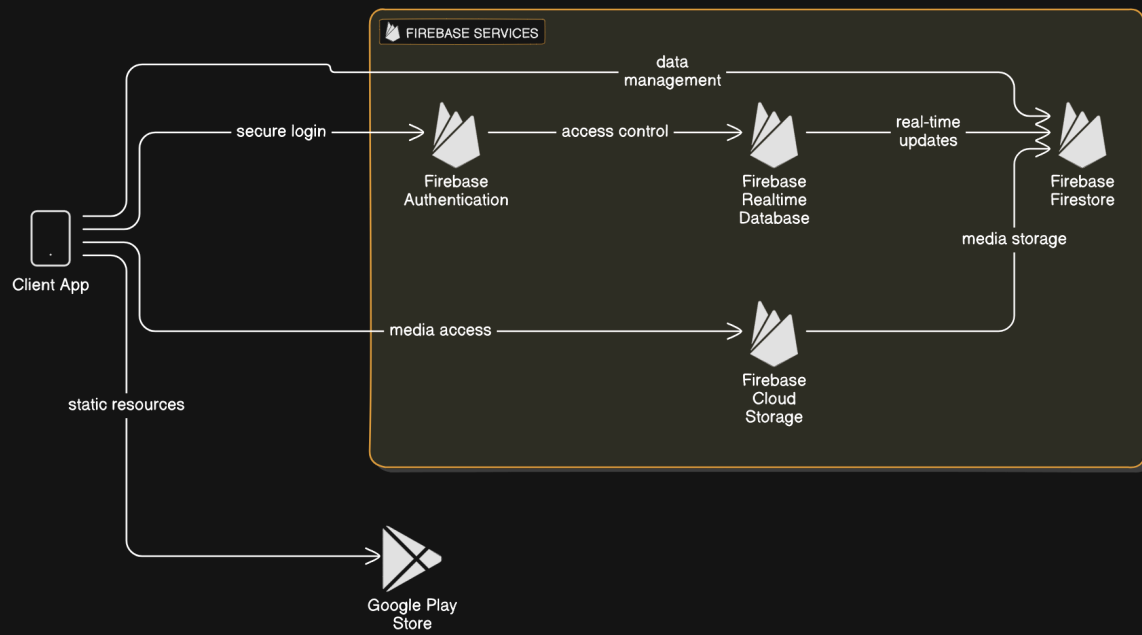 FIREBASE SERVICES
data
management
secure login
access control
real-time
updates
Firebase
Authentication
Firebase
Realtime
Database
Firebase
Firestore
media storage
Client App
media access
Firebase
Cloud
Storage
static resources
Google Play
Store